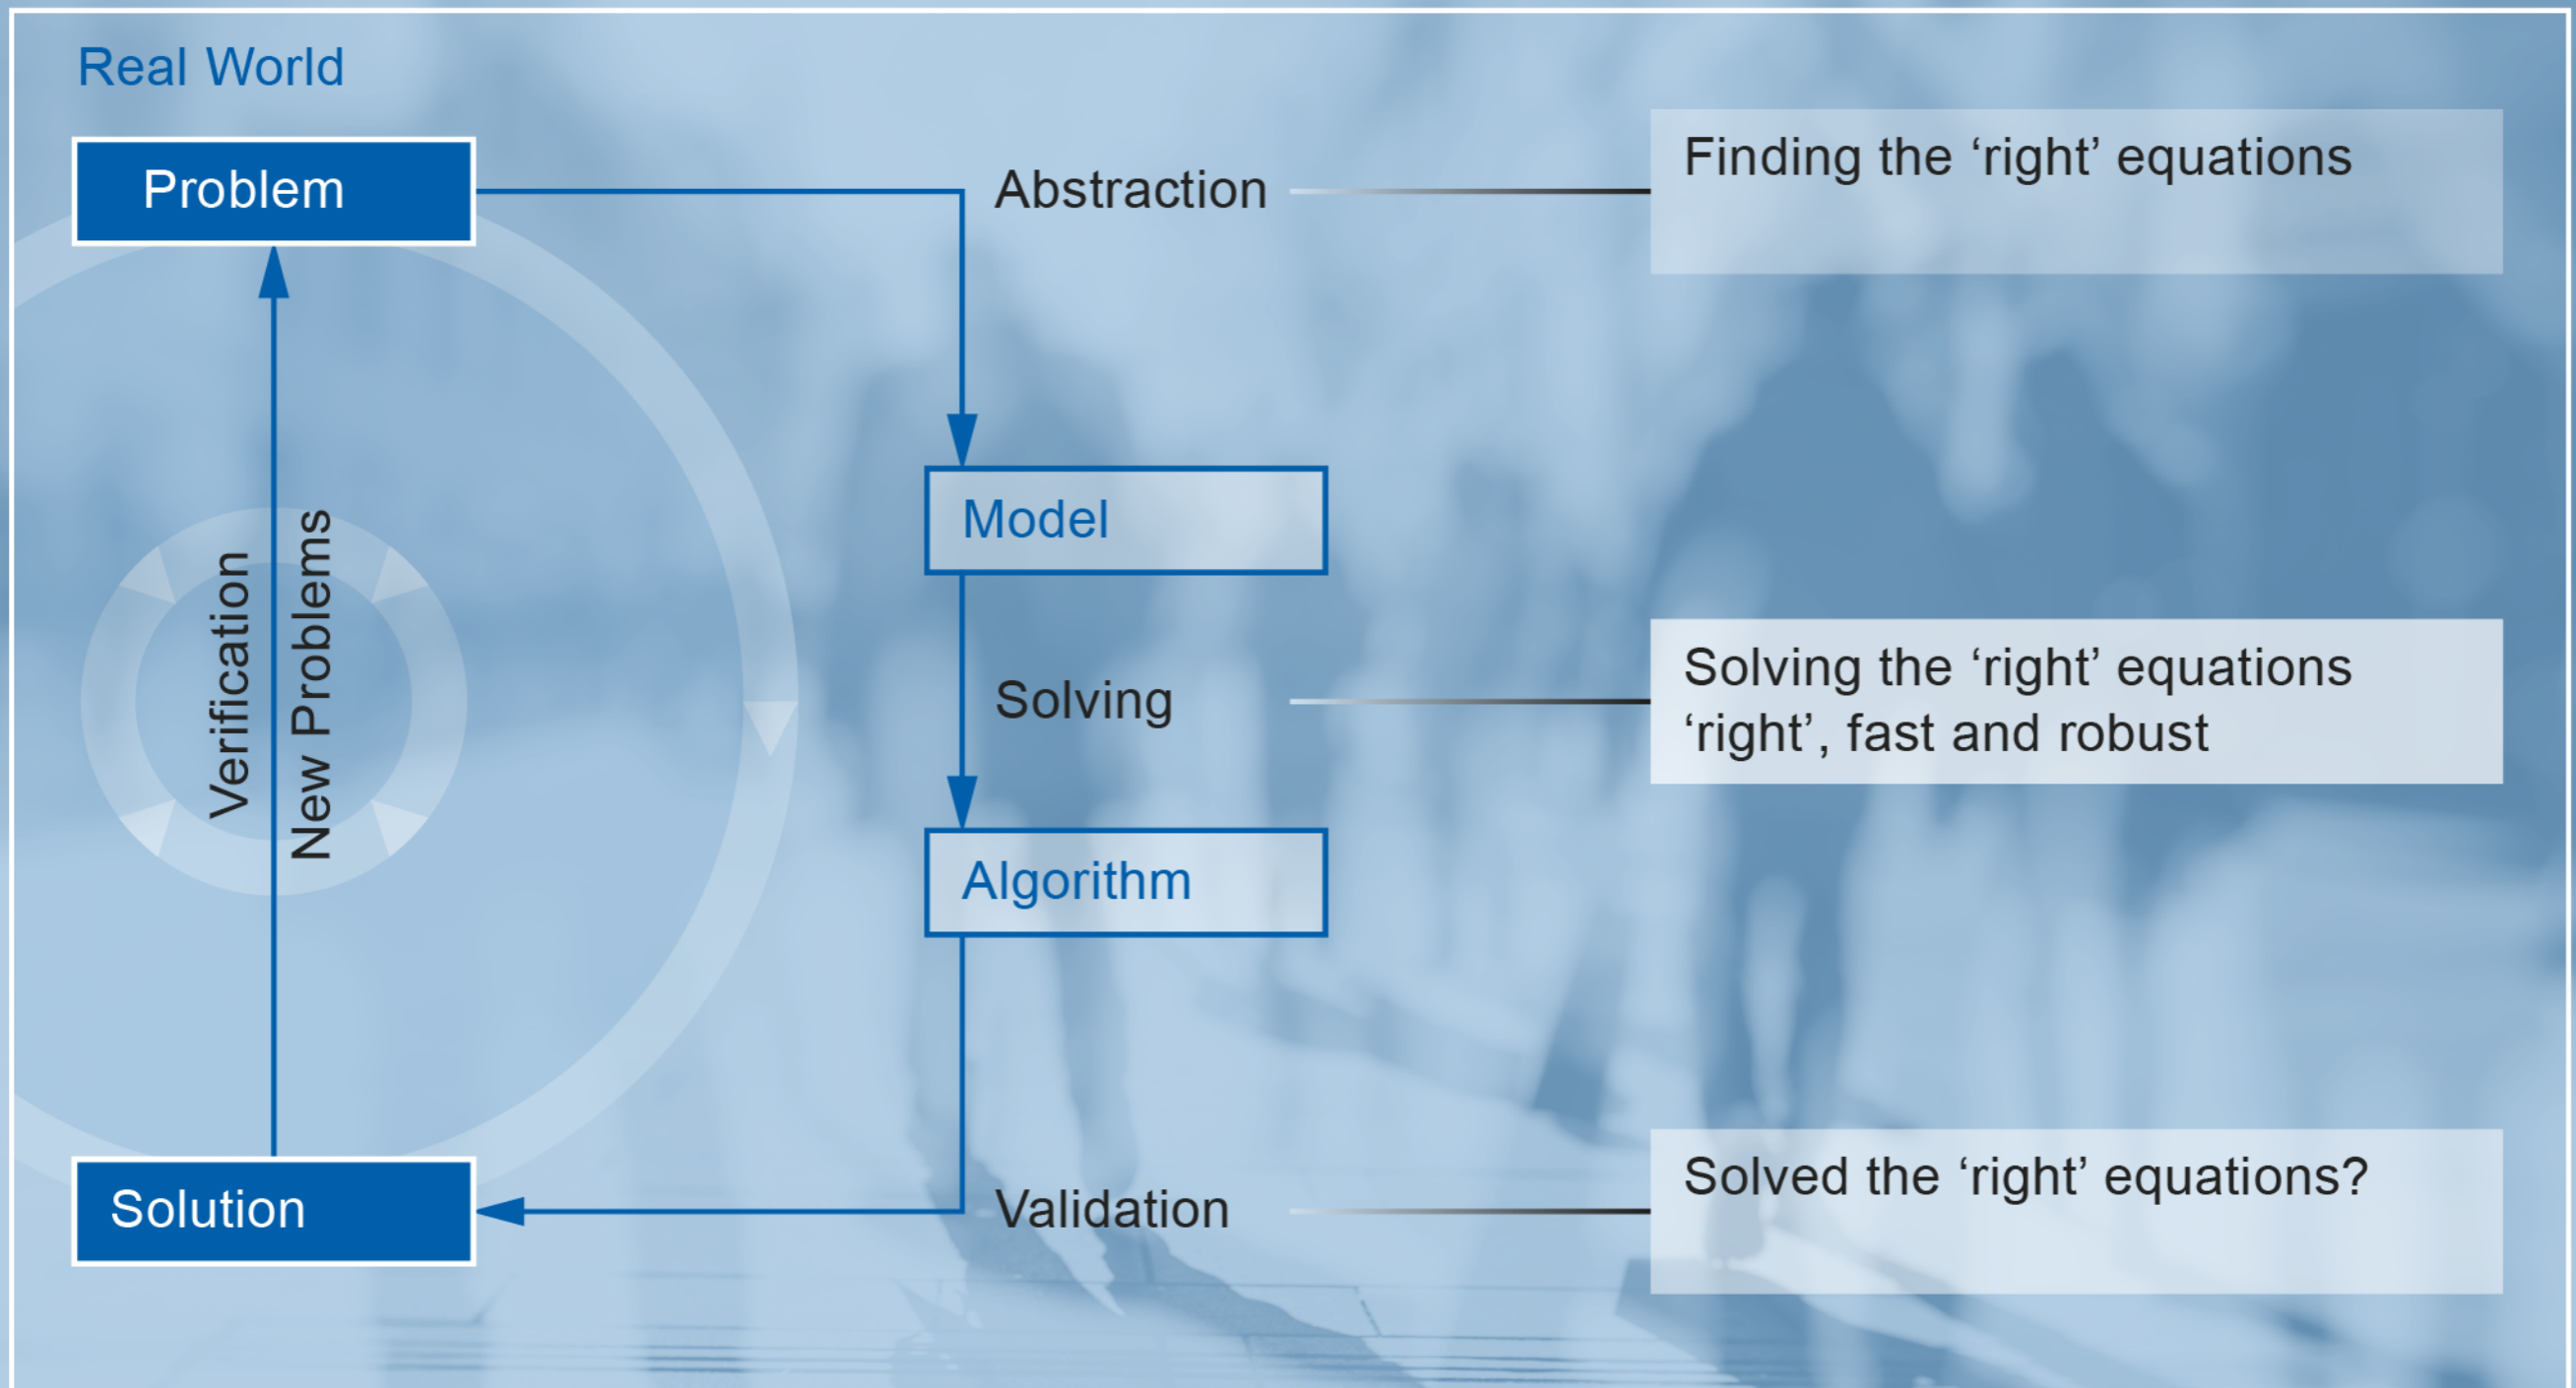 Real World
Problem
Abstraction
Finding the ‘right’ equations
Model
Verification
New Problems
Solving
Solving the ‘right’ equations
‘right’, fast and robust
Algorithm
Solution
Validation
Solved the ‘right’ equations?